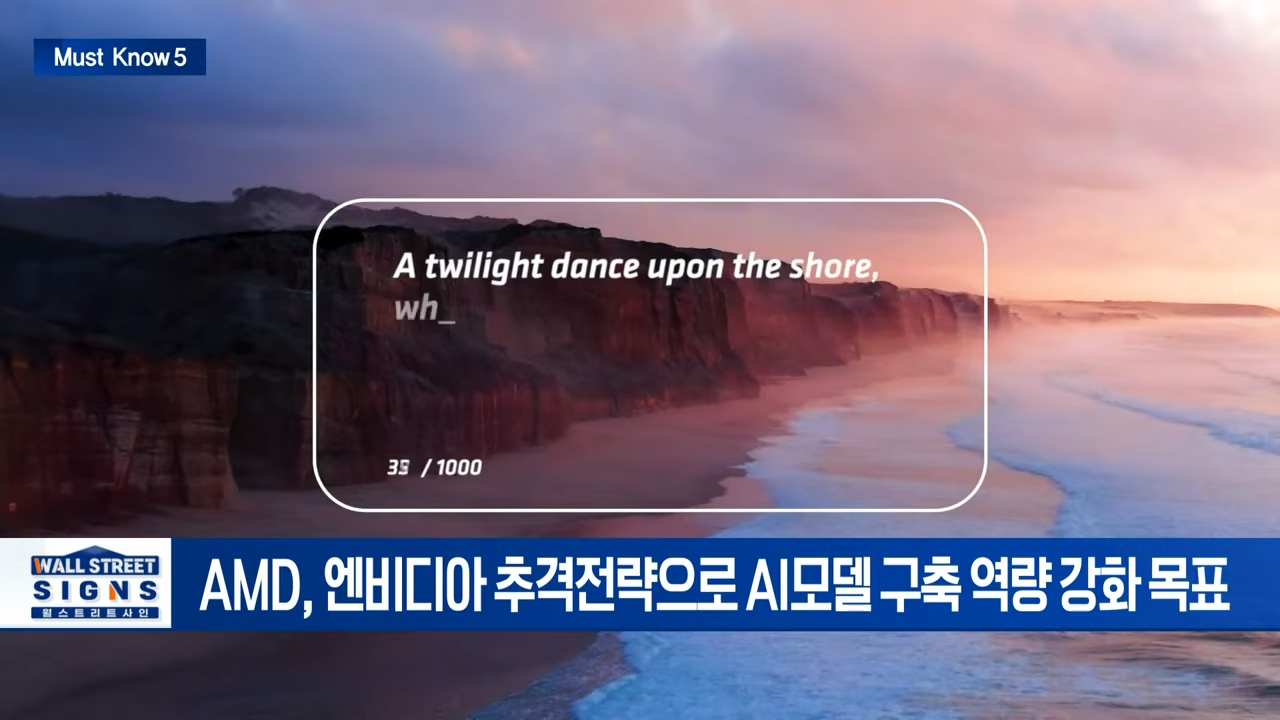 Must Know 5
A twilight dance upon the shore,
wh_
/ 1000
WALL STREET
SIGNS
월스트리트사인
AMD, 엔비디아 추격전략으로 AI모델 구축 역량 강화 목표